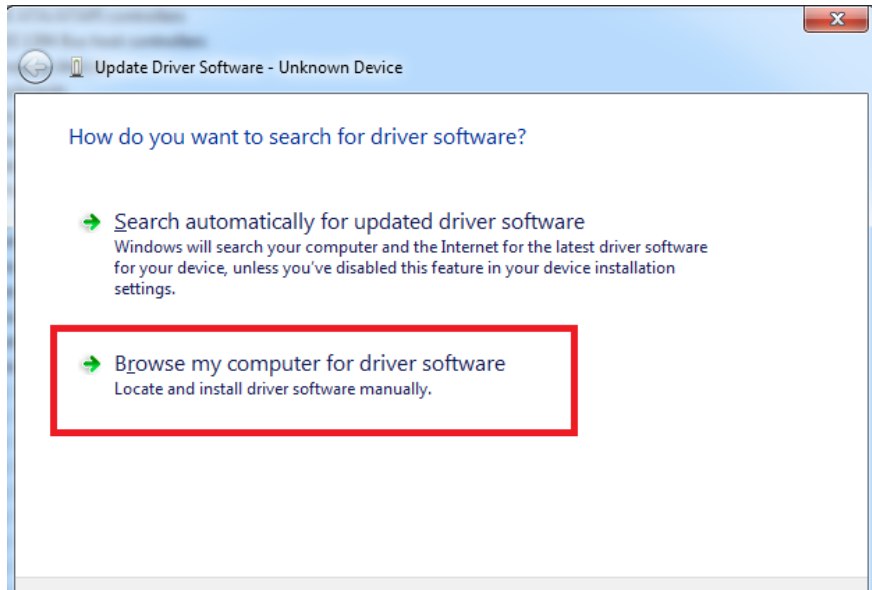 Update Driver Software - Unknown Device
How do you want to search for driver software?
Search automatically for updated driver software
Windows will search your computer and the Internet for the latest driver software
for your device, unless you've disabled this feature in your device installation
settings.
Browse my computer for driver software
Locate and install driver software manually.